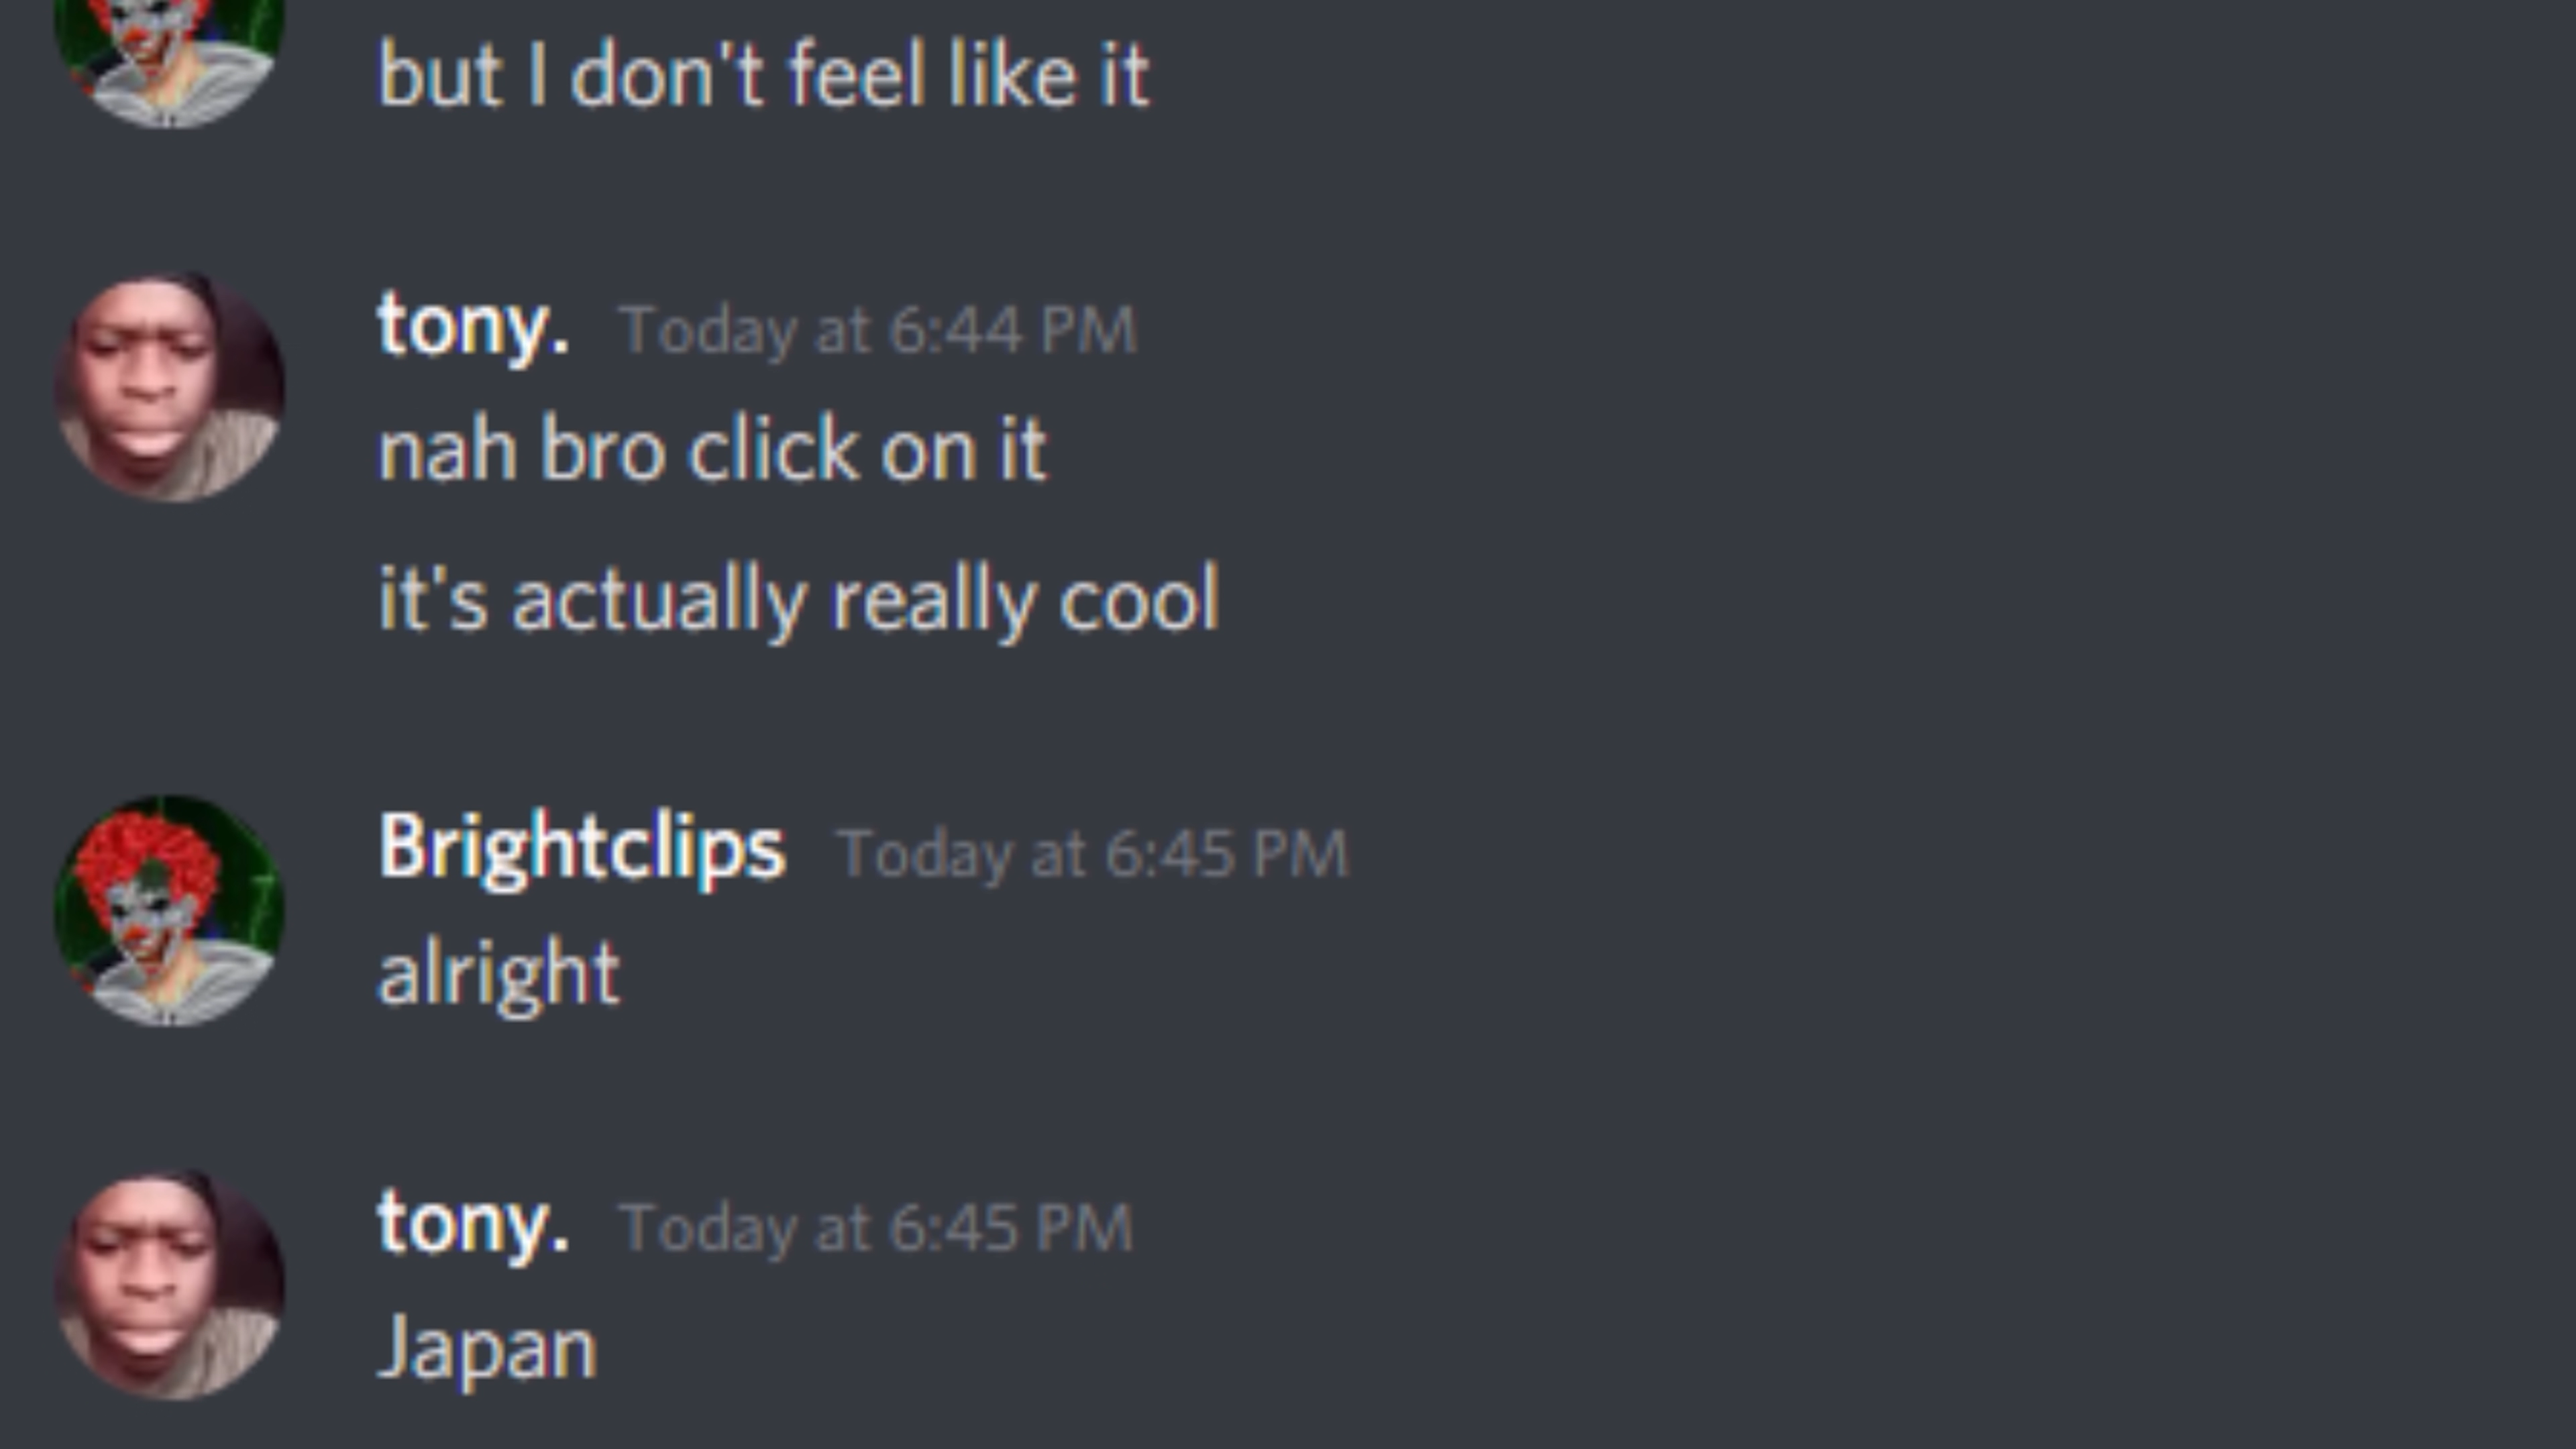 but I don't feel like it
tony. Today at 6:44 PM
nah bro click on it
it's actually really cool
Brightclips Today at 6:45 PM
alright
tony. Today at 6:45 PM
Japan